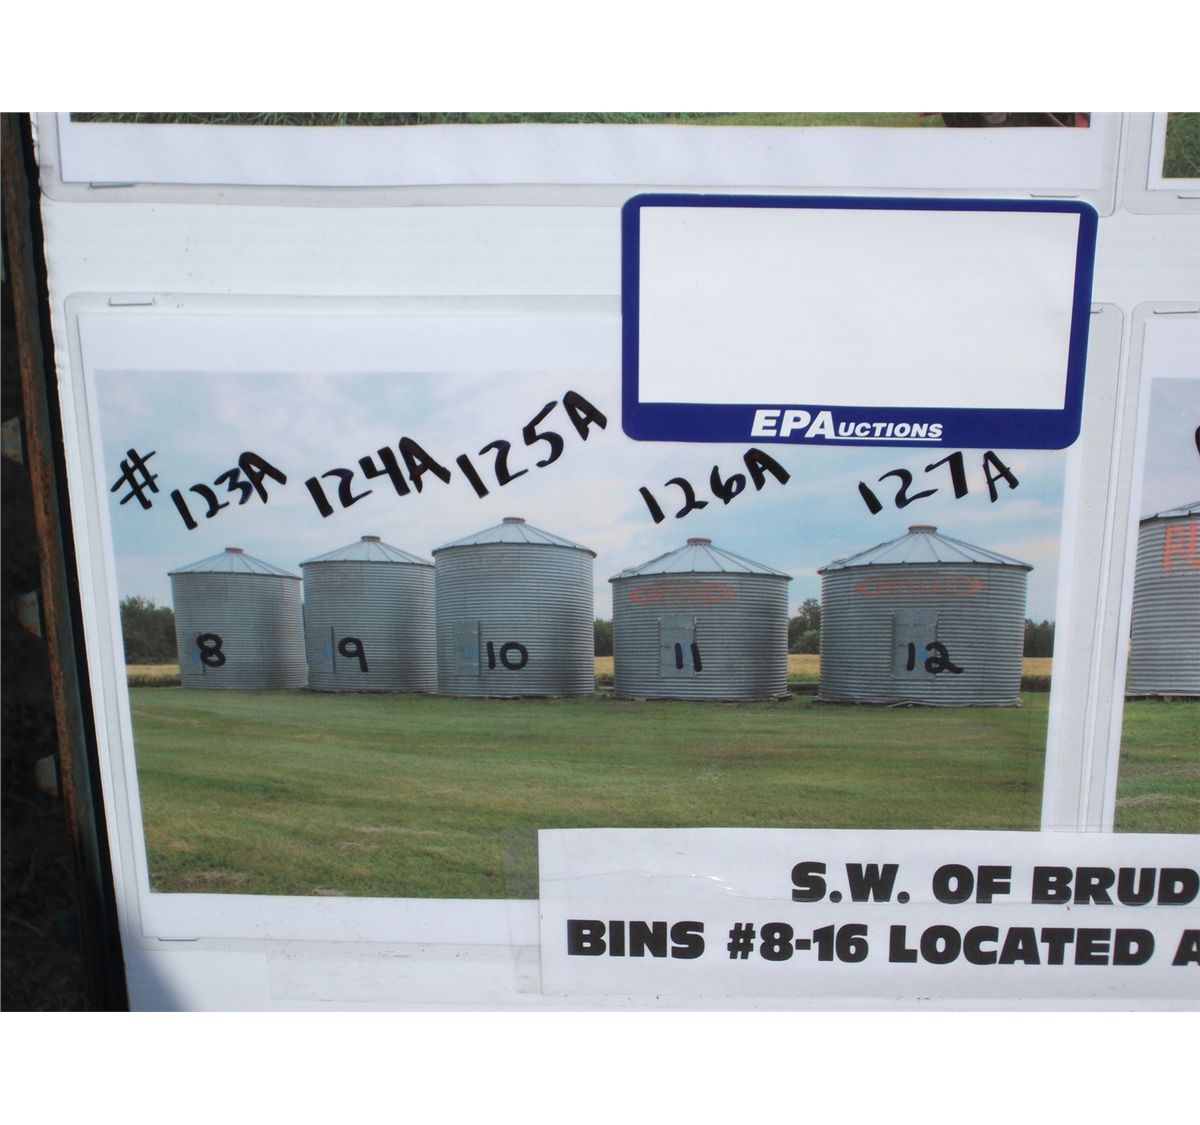 EPAUCTIONS
# 123A 124A 125A 126A 127A
8 9 10 11 12
S.W. OF BRUD
BINS #8-16 LOCATED A